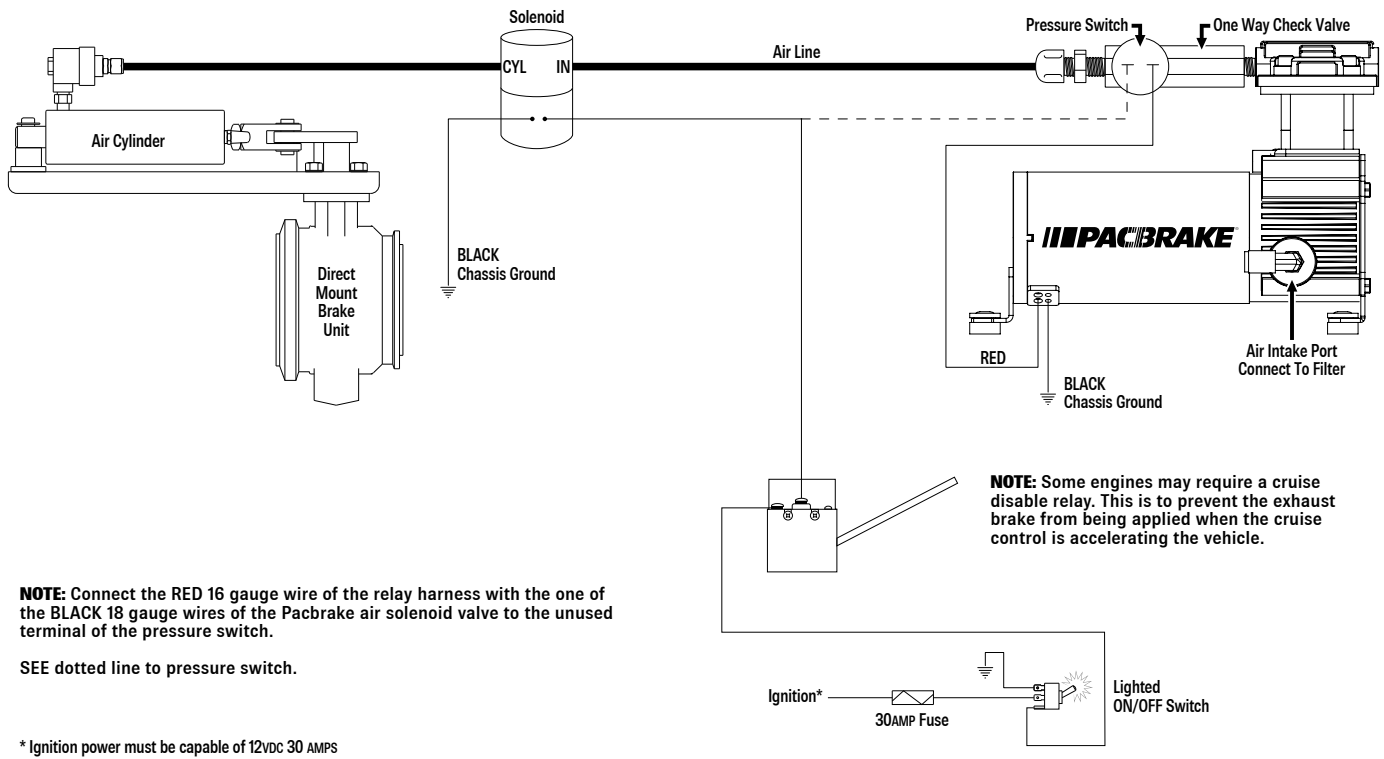 Solenoid
Pressure Switch
One Way Check Valve
Air Line
CYL
IN
Air Cylinder
PACBRAKE
BLACK
Chassis Ground
Direct
Mount
Brake
Unit
RED
Air Intake Port
Connect To Filter
BLACK
Chassis Ground
NOTE: Some engines may require a cruise
disable relay. This is to prevent the exhaust
brake from being applied when the cruise
control is accelerating the vehicle.
NOTE: Connect the RED 16 gauge wire of the relay harness with the one of
the BLACK 18 gauge wires of the Pacbrake air solenoid valve to the unused
terminal of the pressure switch.
SEE dotted line to pressure switch.
Ignition*
30AMP Fuse
Lighted
ON/OFF Switch
* Ignition power must be capable of 12VDC 30 AMPS